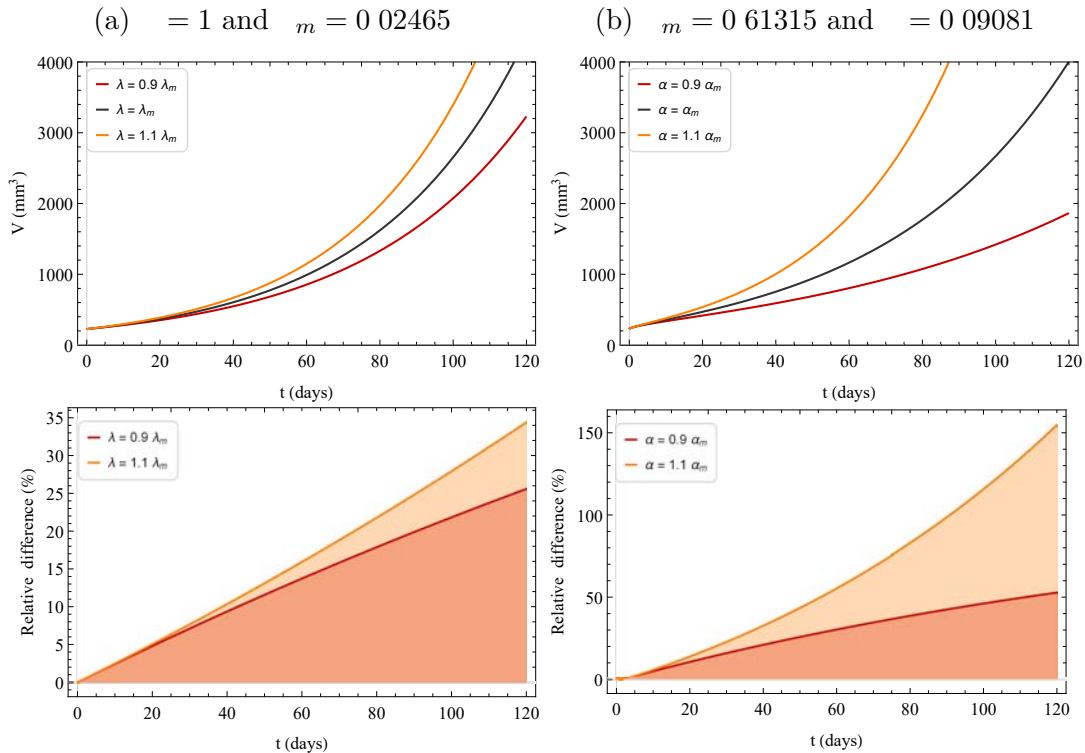 (a) = 1 and m = 0 02465
(b) m = 0 61315 and = 0 09081
4000
3000
2000
1000
0
V (mm³)
λ = 0.9 λm
λ = λm
λ = 1.1 λm
0 20 40 60 80 100 120
t (days)
4000
3000
2000
1000
0
V (mm³)
α = 0.9 αm
α = αm
α = 1.1 αm
0 20 40 60 80 100 120
t (days)
35
30
25
20
15
10
5
0
Relative difference (%)
λ = 0.9 λm
λ = 1.1 λm
0 20 40 60 80 100 120
t (days)
150
100
50
0
Relative difference (%)
α = 0.9 αm
α = 1.1 αm
0 20 40 60 80 100 120
t (days)